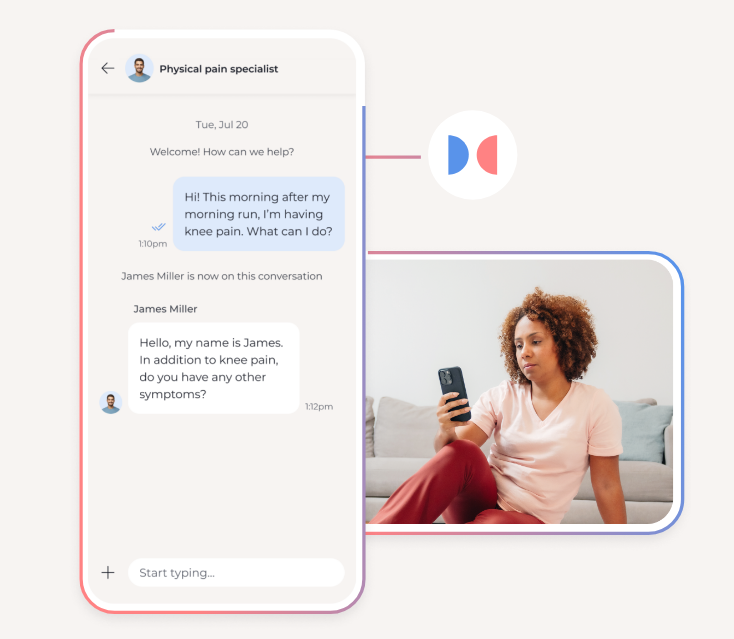 Physical pain specialist
Tue, Jul 20
Welcome! How can we help?
Hi! This morning after my
morning run, I’m having
knee pain. What can I do?
1:10pm
James Miller is now on this conversation
James Miller
Hello, my name is James.
In addition to knee pain,
do you have any other
symptoms?
1:12pm
Start typing...